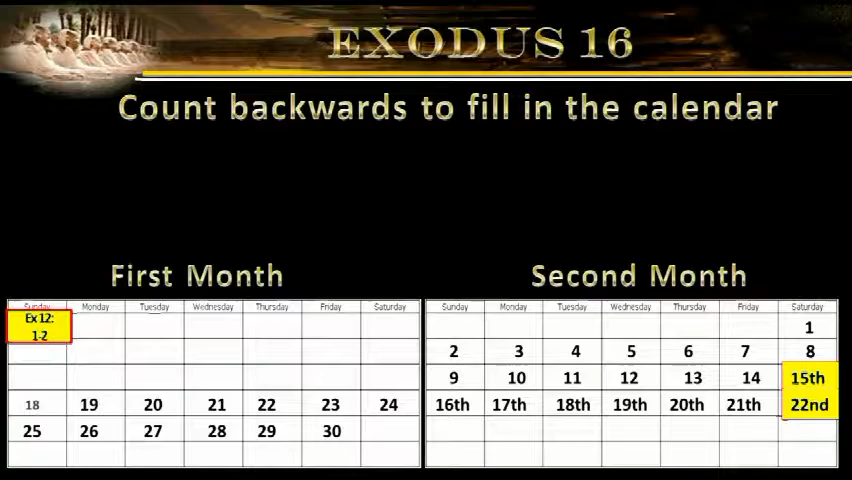 EXODUS 16
Count backwards to fill in the calendar
First Month
Second Month
Sunday Monday Tuesday Wednesday Thursday Friday Saturday
Ex 12:
1-2
18 19 20 21 22 23 24
25 26 27 28 29 30
Sunday Monday Tuesday Wednesday Thursday Friday Saturday
1
2 3 4 5 6 7 8
9 10 11 12 13 14 15th
16th 17th 18th 19th 20th 21th 22nd